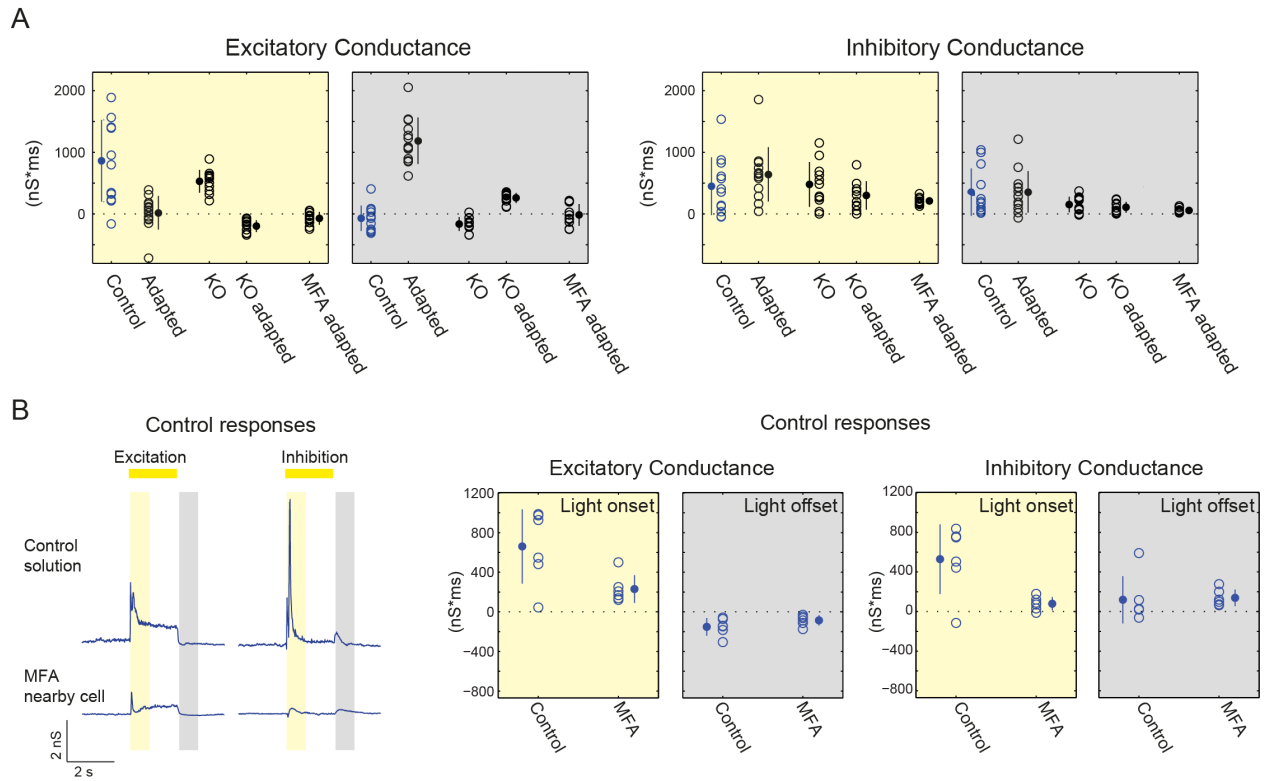 A
Excitatory Conductance
Inhibitory Conductance
(nS*ms)
2000
1000
0
Control
Adapted
KO
KO adapted
MFA adapted
Control
Adapted
KO
KO adapted
MFA adapted
(nS*ms)
2000
1000
0
Control
Adapted
KO
KO adapted
MFA adapted
Control
Adapted
KO
KO adapted
MFA adapted
B
Control responses
Excitation
Inhibition
Control
solution
MFA
nearby cell
2 nS
2 s
Control responses
Excitatory Conductance
Inhibitory Conductance
(nS*ms)
1200
800
400
0
−400
−800
Light onset
Light offset
Control
MFA
Control
MFA
(nS*ms)
1200
800
400
0
−400
−800
Light onset
Light offset
Control
MFA
Control
MFA